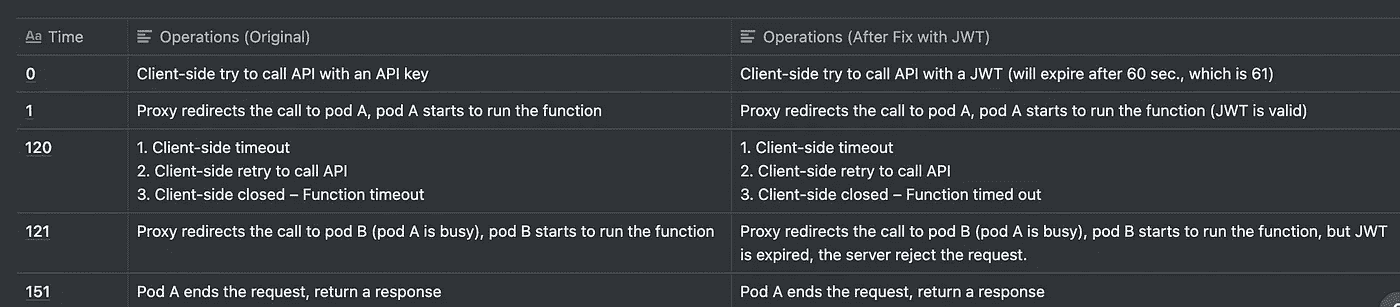 Aa Time Operations (Original) Operations (After Fix with JWT)
0 Client-side try to call API with an API key Client-side try to call API with a JWT (will expire after 60 sec., which is 61)
1 Proxy redirects the call to pod A, pod A starts to run the function Proxy redirects the call to pod A, pod A starts to run the function (JWT is valid)
120 1. Client-side timeout 1. Client-side timeout
2. Client-side retry to call API 2. Client-side retry to call API
3. Client-side closed – Function timeout 3. Client-side closed – Function timed out
121 Proxy redirects the call to pod B (pod A is busy), pod B starts to run the function Proxy redirects the call to pod B (pod A is busy), pod B starts to run the function, but JWT
is expired, the server reject the request.
151 Pod A ends the request, return a response Pod A ends the request, return a response